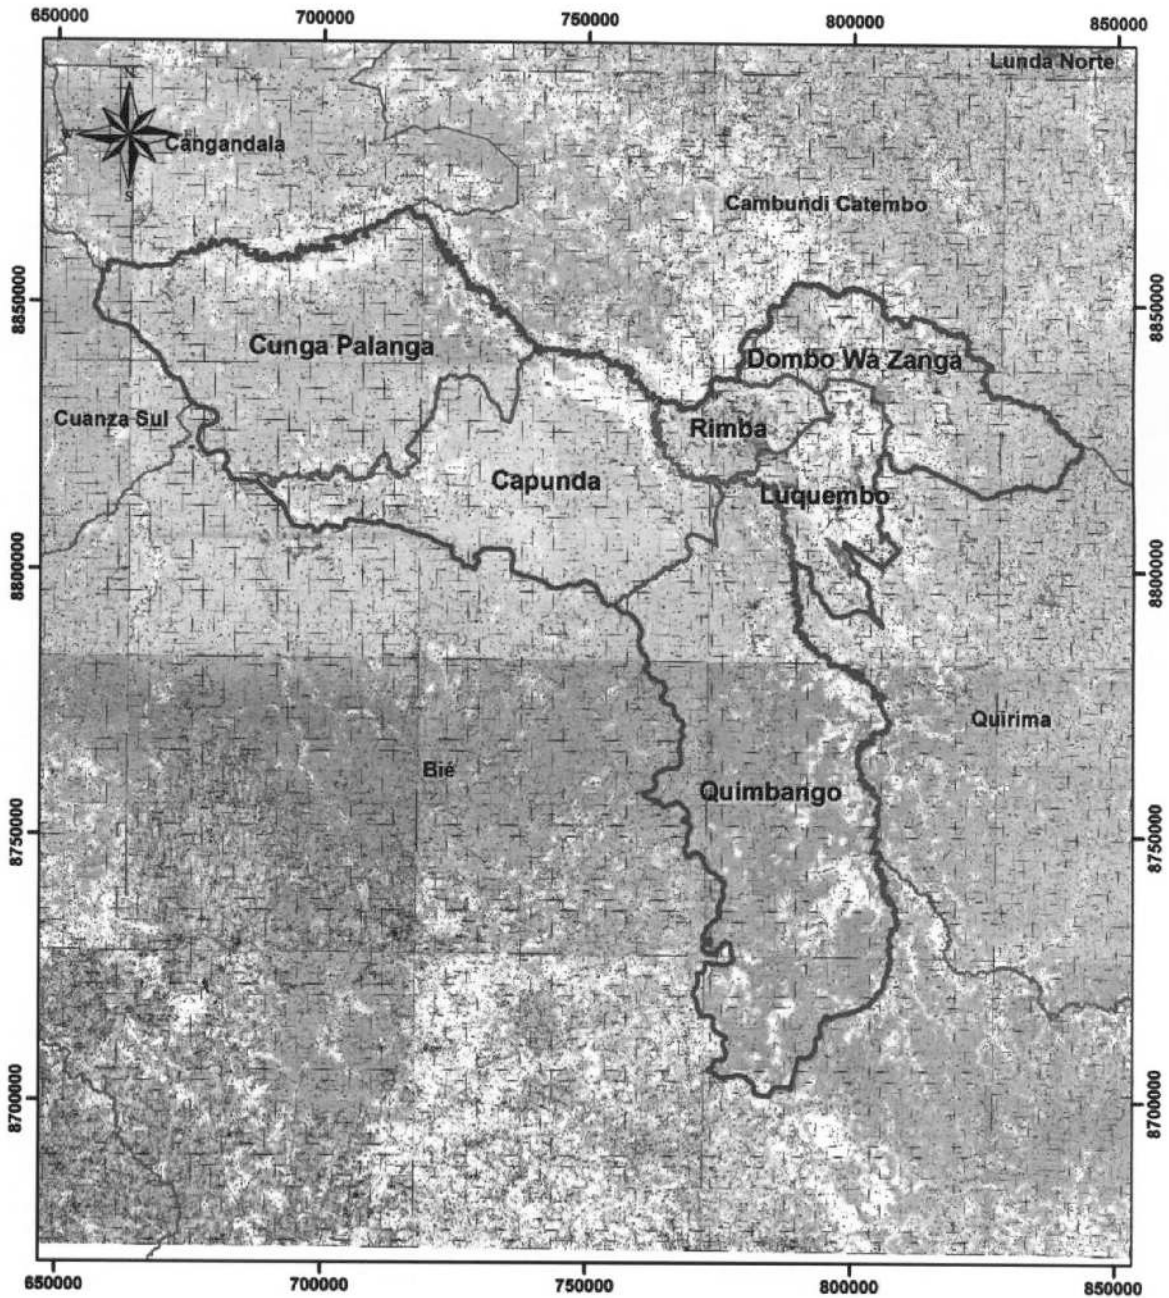 650000 700000 750000 800000 850000
Lunda Norte
N
Cangandala
S
Cambundi Catembo
8850000 8850000
Cunga Palanga
Dombo Wa Zanga
Cuanza Sul
Rimba
Capunda
Luquembo
8800000 8800000
Quirima
Bié
Quimbango
8750000 8750000
8700000 8700000
650000 700000 750000 800000 850000